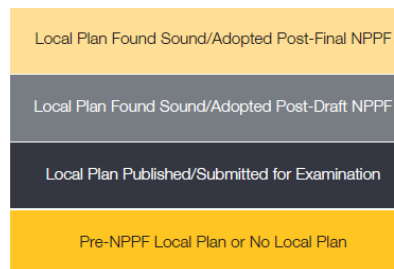 Local Plan Found Sound/Adopted Post-Final NPPF
Local Plan Found Sound/Adopted Post-Draft NPPF
Local Plan Published/Submitted for Examination
Pre-NPPF Local Plan or No Local Plan